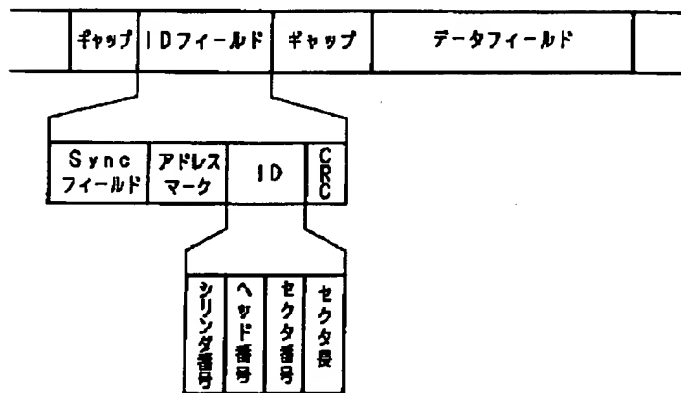 ギャップ IDフィールド ギャップ データフィールド
Sync フィールド アドレス マーク ID CRC
シリンダ番号 ヘッド番号 セクタ番号 セクタ長